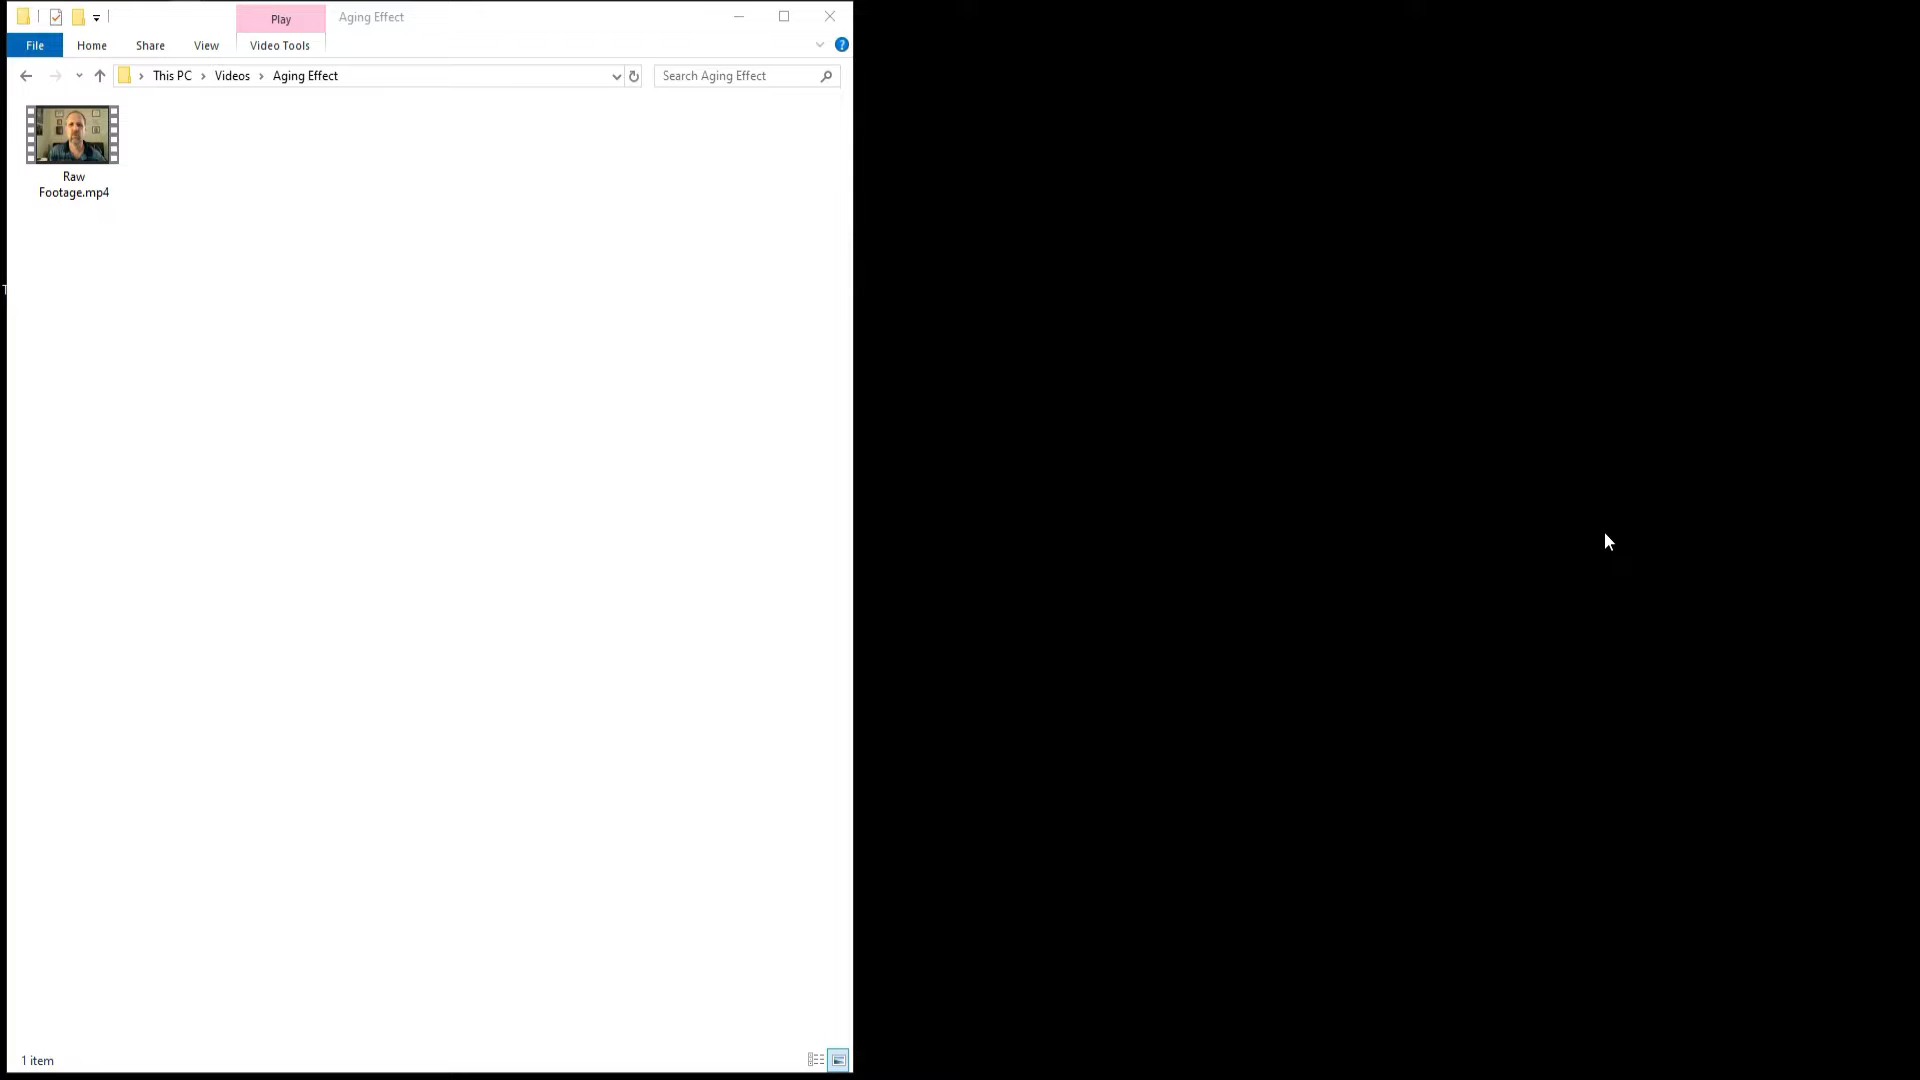 Play
Aging Effect
File
Home
Share
View
Video Tools
This PC
Videos
Aging Effect
Search Aging Effect
Raw
Footage.mp4
1 item